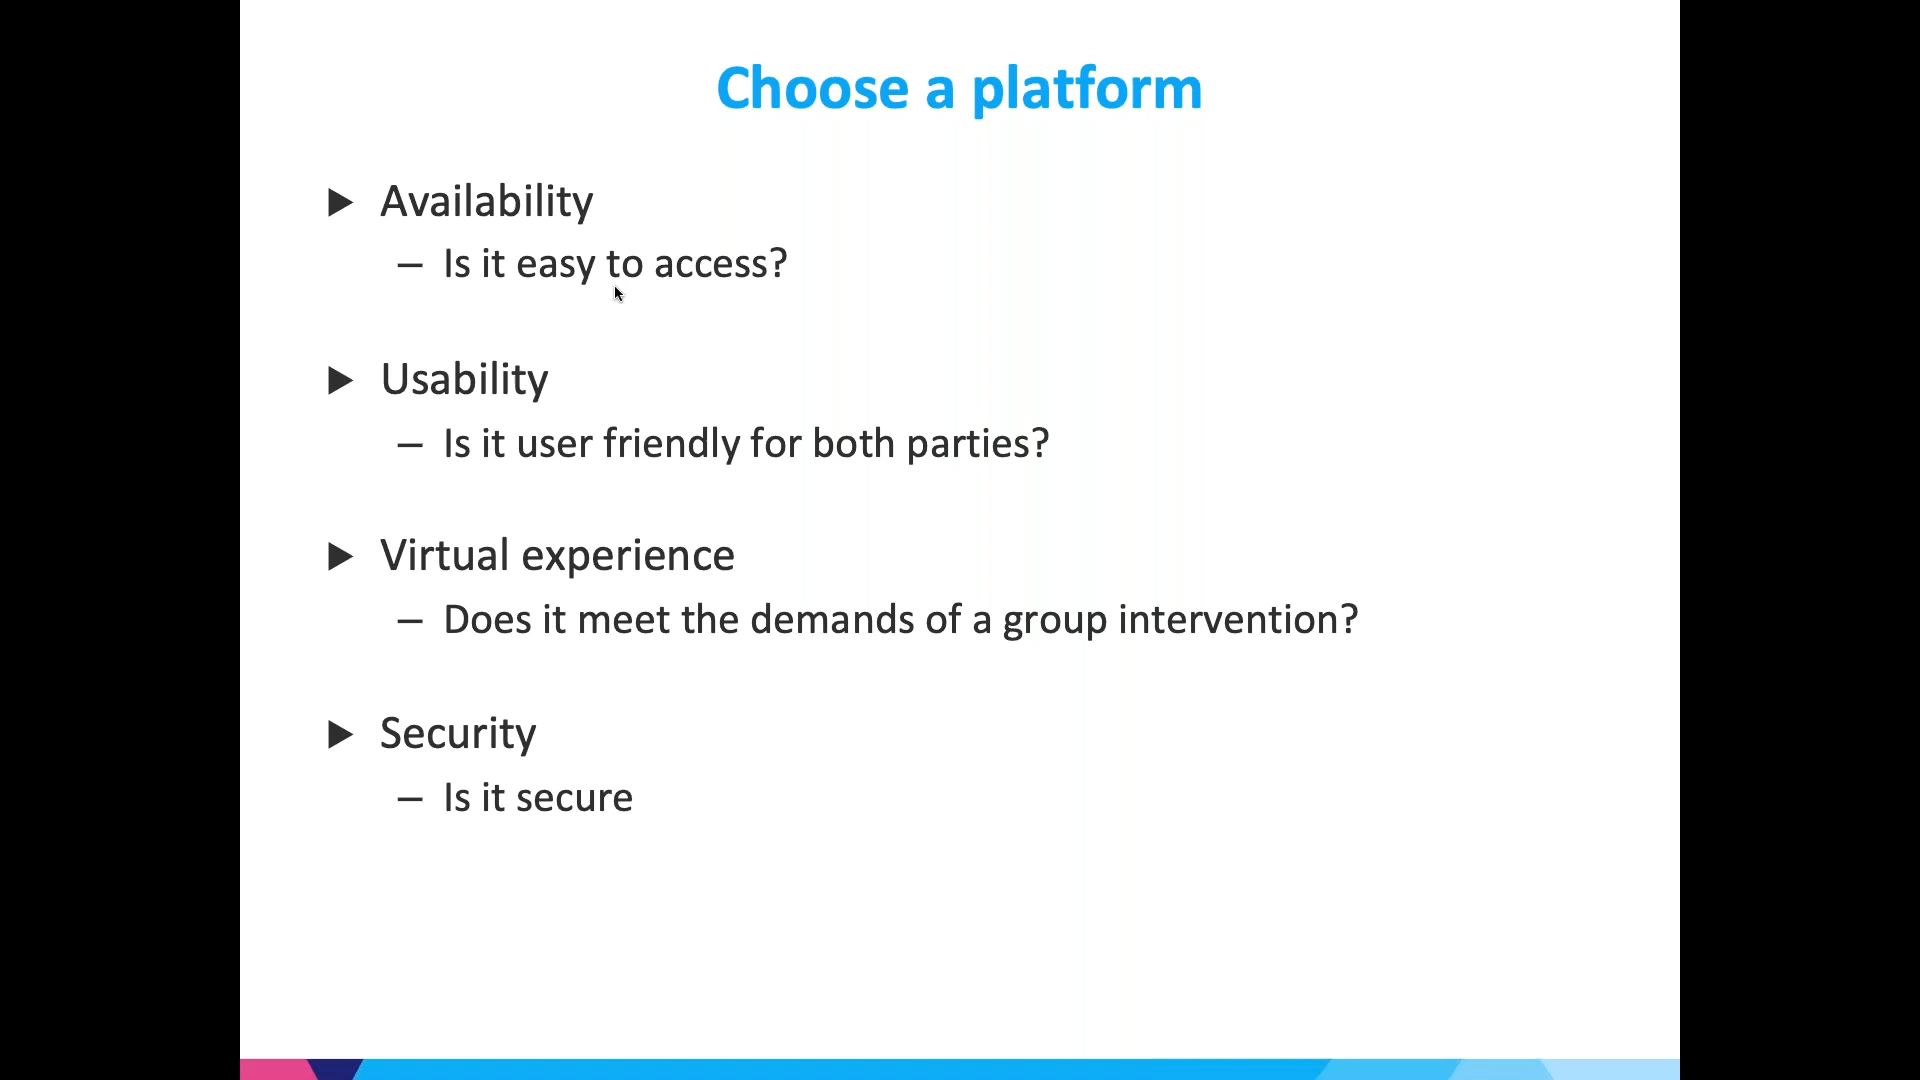 Choose a platform
▶ Availability
– Is it easy to access?
▶ Usability
– Is it user friendly for both parties?
▶ Virtual experience
– Does it meet the demands of a group intervention?
▶ Security
– Is it secure